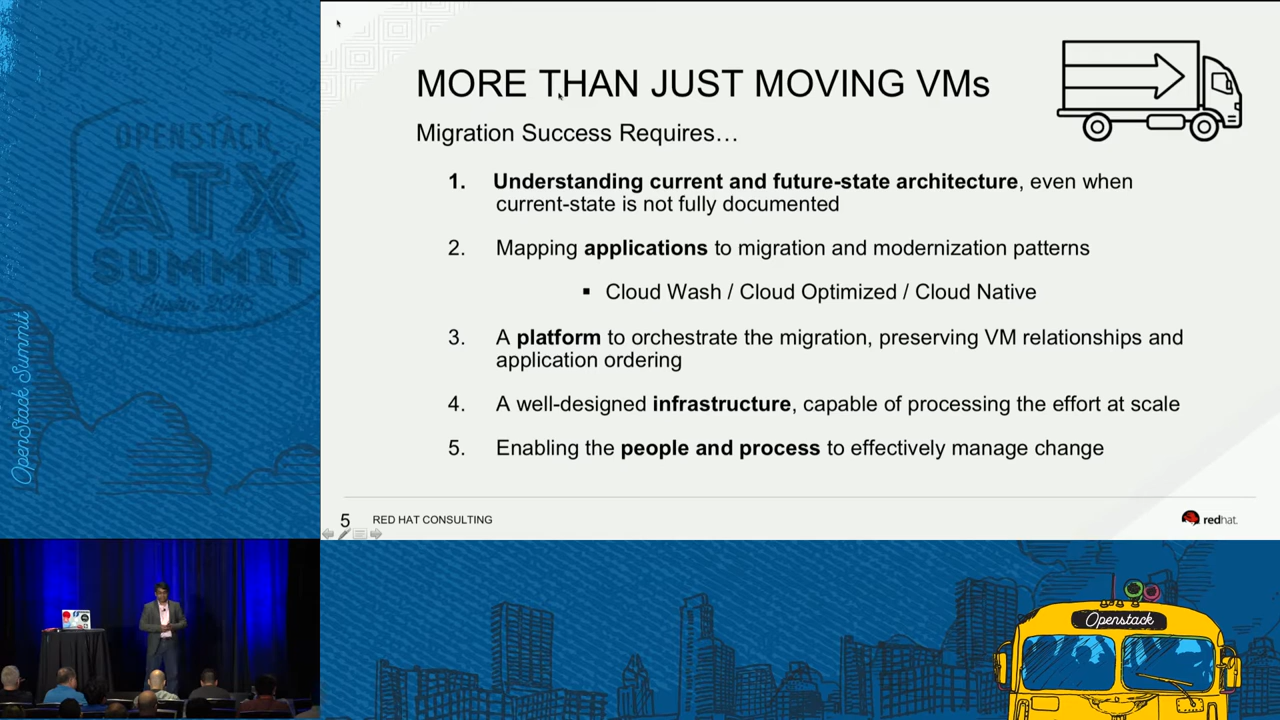 OPENSTACK
ATX
SUMMIT
OpenStack Summit
MORE THAN JUST MOVING VMs
Migration Success Requires…
1. Understanding current and future-state architecture, even when
current-state is not fully documented
2. Mapping applications to migration and modernization patterns
▪ Cloud Wash / Cloud Optimized / Cloud Native
3. A platform to orchestrate the migration, preserving VM relationships and
application ordering
4. A well-designed infrastructure, capable of processing the effort at scale
5. Enabling the people and process to effectively manage change
5 RED HAT CONSULTING
redhat.
Openstack